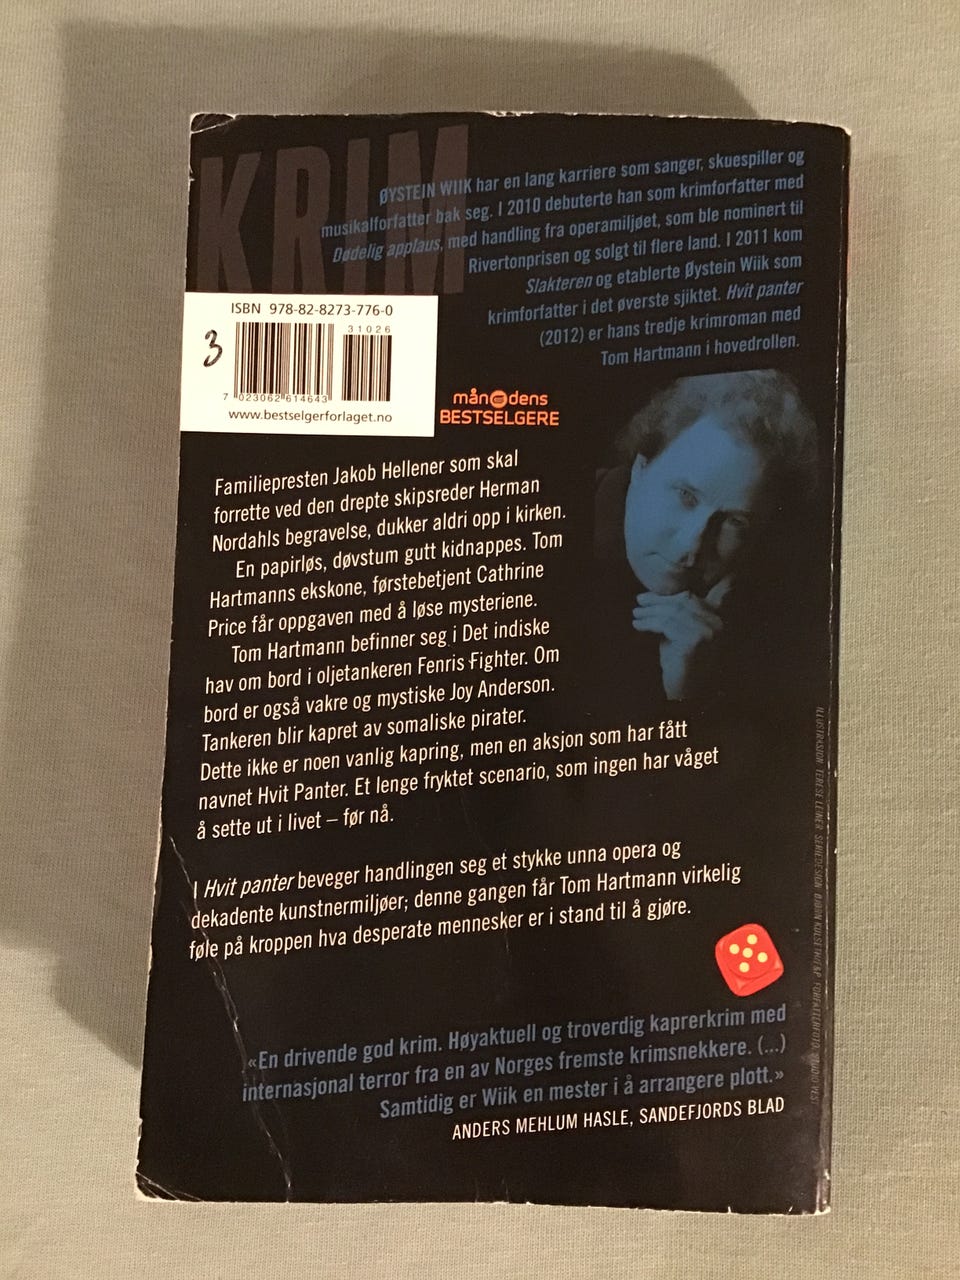 KRIM
ØYSTEIN WIIK har en lang karriere som sanger, skuespiller og
musikalforfatter bak seg. I 2010 debuterte han som krimforfatter med
Dødelig applaus, med handling fra operamiljøet, som ble nominert til
Rivertonprisen og solgt til flere land. I 2011 kom
Slakteren og etablerte Øystein Wiik som
krimforfatter i det øverste sjiktet. Hvit panter
(2012) er hans tredje krimroman med
Tom Hartmann i hovedrollen.
ISBN 978-82-8273-776-0
31026
3
7 023062 614643
www.bestselgerforlaget.no
månedens
BESTSELGERE
Familiepresten Jakob Hellener som skal
forrette ved den drepte skipsreder Herman
Nordahls begravelse, dukker aldri opp i kirken.
En papirløs, døvstum gutt kidnappes. Tom
Hartmanns ekskone, førstebetjent Cathrine
Price får oppgaven med å løse mysteriene.
Tom Hartmann befinner seg i Det indiske
hav om bord i oljetankeren Fenris Fighter. Om
bord er også vakre og mystiske Joy Anderson.
Tankeren blir kapret av somaliske pirater.
Dette ikke er noen vanlig kapring, men en aksjon som har fått
navnet Hvit Panter. Et lenge fryktet scenario, som ingen har våget
å sette ut i livet – før nå.
I Hvit panter beveger handlingen seg et stykke unna opera og
dekadente kunstnermiljøer; denne gangen får Tom Hartmann virkelig
føle på kroppen hva desperate mennesker er i stand til å gjøre.
«En drivende god krim. Høyaktuell og troverdig kaprerkrim med
internasjonal terror fra en av Norges fremste krimsnekkere. (...)
Samtidig er Wiik en mester i å arrangere plott.»
ANDERS MEHLUM HASLE, SANDEFJORDS BLAD
ILLUSTRASJON: TERESE LEINER SERIEDESIGN: BJØRN KULSETH FORFATTERFOTO: STUDIO VEST